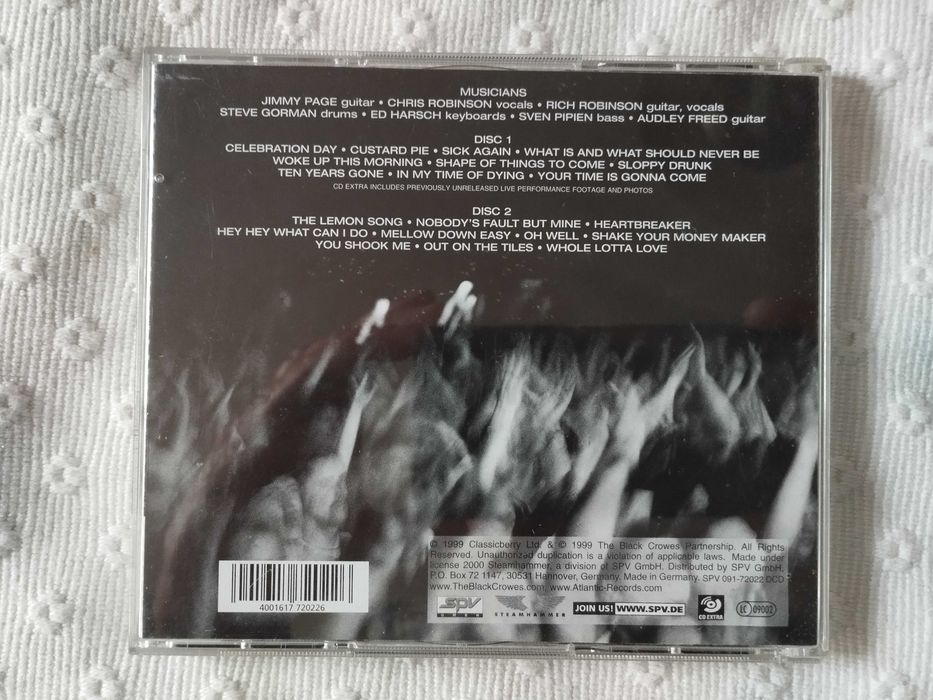 MUSICIANS
JIMMY PAGE guitar • CHRIS ROBINSON vocals • RICH ROBINSON guitar, vocals
STEVE GORMAN drums • ED HARSCH keyboards • SVEN PIPIEN bass • AUDLEY FREED guitar
DISC 1
CELEBRATION DAY • CUSTARD PIE • SICK AGAIN • WHAT IS AND WHAT SHOULD NEVER BE
WOKE UP THIS MORNING • SHAPE OF THINGS TO COME • SLOPPY DRUNK
TEN YEARS GONE • IN MY TIME OF DYING • YOUR TIME IS GONNA COME
CD EXTRA INCLUDES PREVIOUSLY UNRELEASED LIVE PERFORMANCE FOOTAGE AND PHOTOS
DISC 2
THE LEMON SONG • NOBODY'S FAULT BUT MINE • HEARTBREAKER
HEY HEY WHAT CAN I DO • MELLOW DOWN EASY • OH WELL • SHAKE YOUR MONEY MAKER
YOU SHOOK ME • OUT ON THE TILES • WHOLE LOTTA LOVE
℗ 1999 Classicberry Ltd. & © 1999 The Black Crowes Partnership. All Rights
Reserved. Unauthorized duplication is a violation of applicable laws. Made under
license 2000 Steamhammer, a division of SPV GmbH. Distributed by SPV GmbH,
P.O. Box 72 1147, 30531 Hannover, Germany. Made in Germany. SPV 091-72022 DCD
www.TheBlackCrowes.com www.Atlantic-Records.com
4001617 720226
SPV STEAMHAMMER JOIN US! WWW.SPV.DE CD EXTRA LC 09002